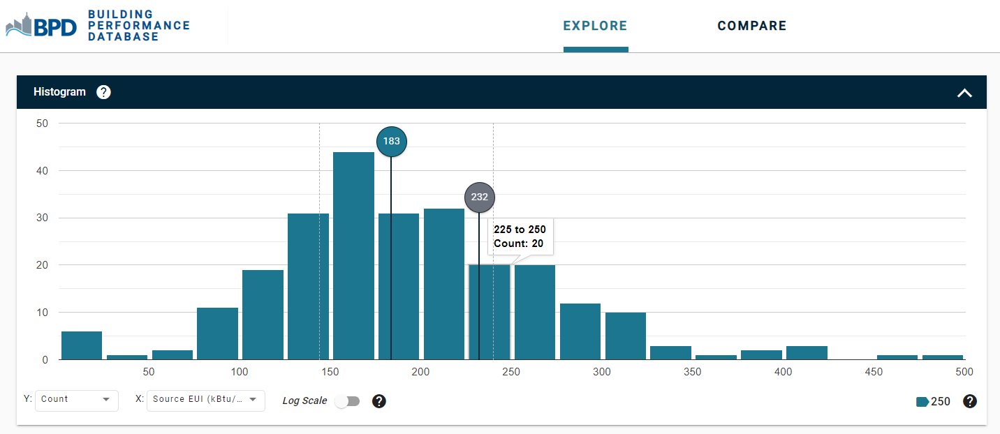 BPD
BUILDING
PERFORMANCE
DATABASE
EXPLORE
COMPARE
Histogram ?
50
40
30
20
10
0
183
232
225 to 250
Count: 20
50 100 150 200 250 300 350 400 450 500
Y: Count X: Source EUI (kBtu/... Log Scale ? 250 ?